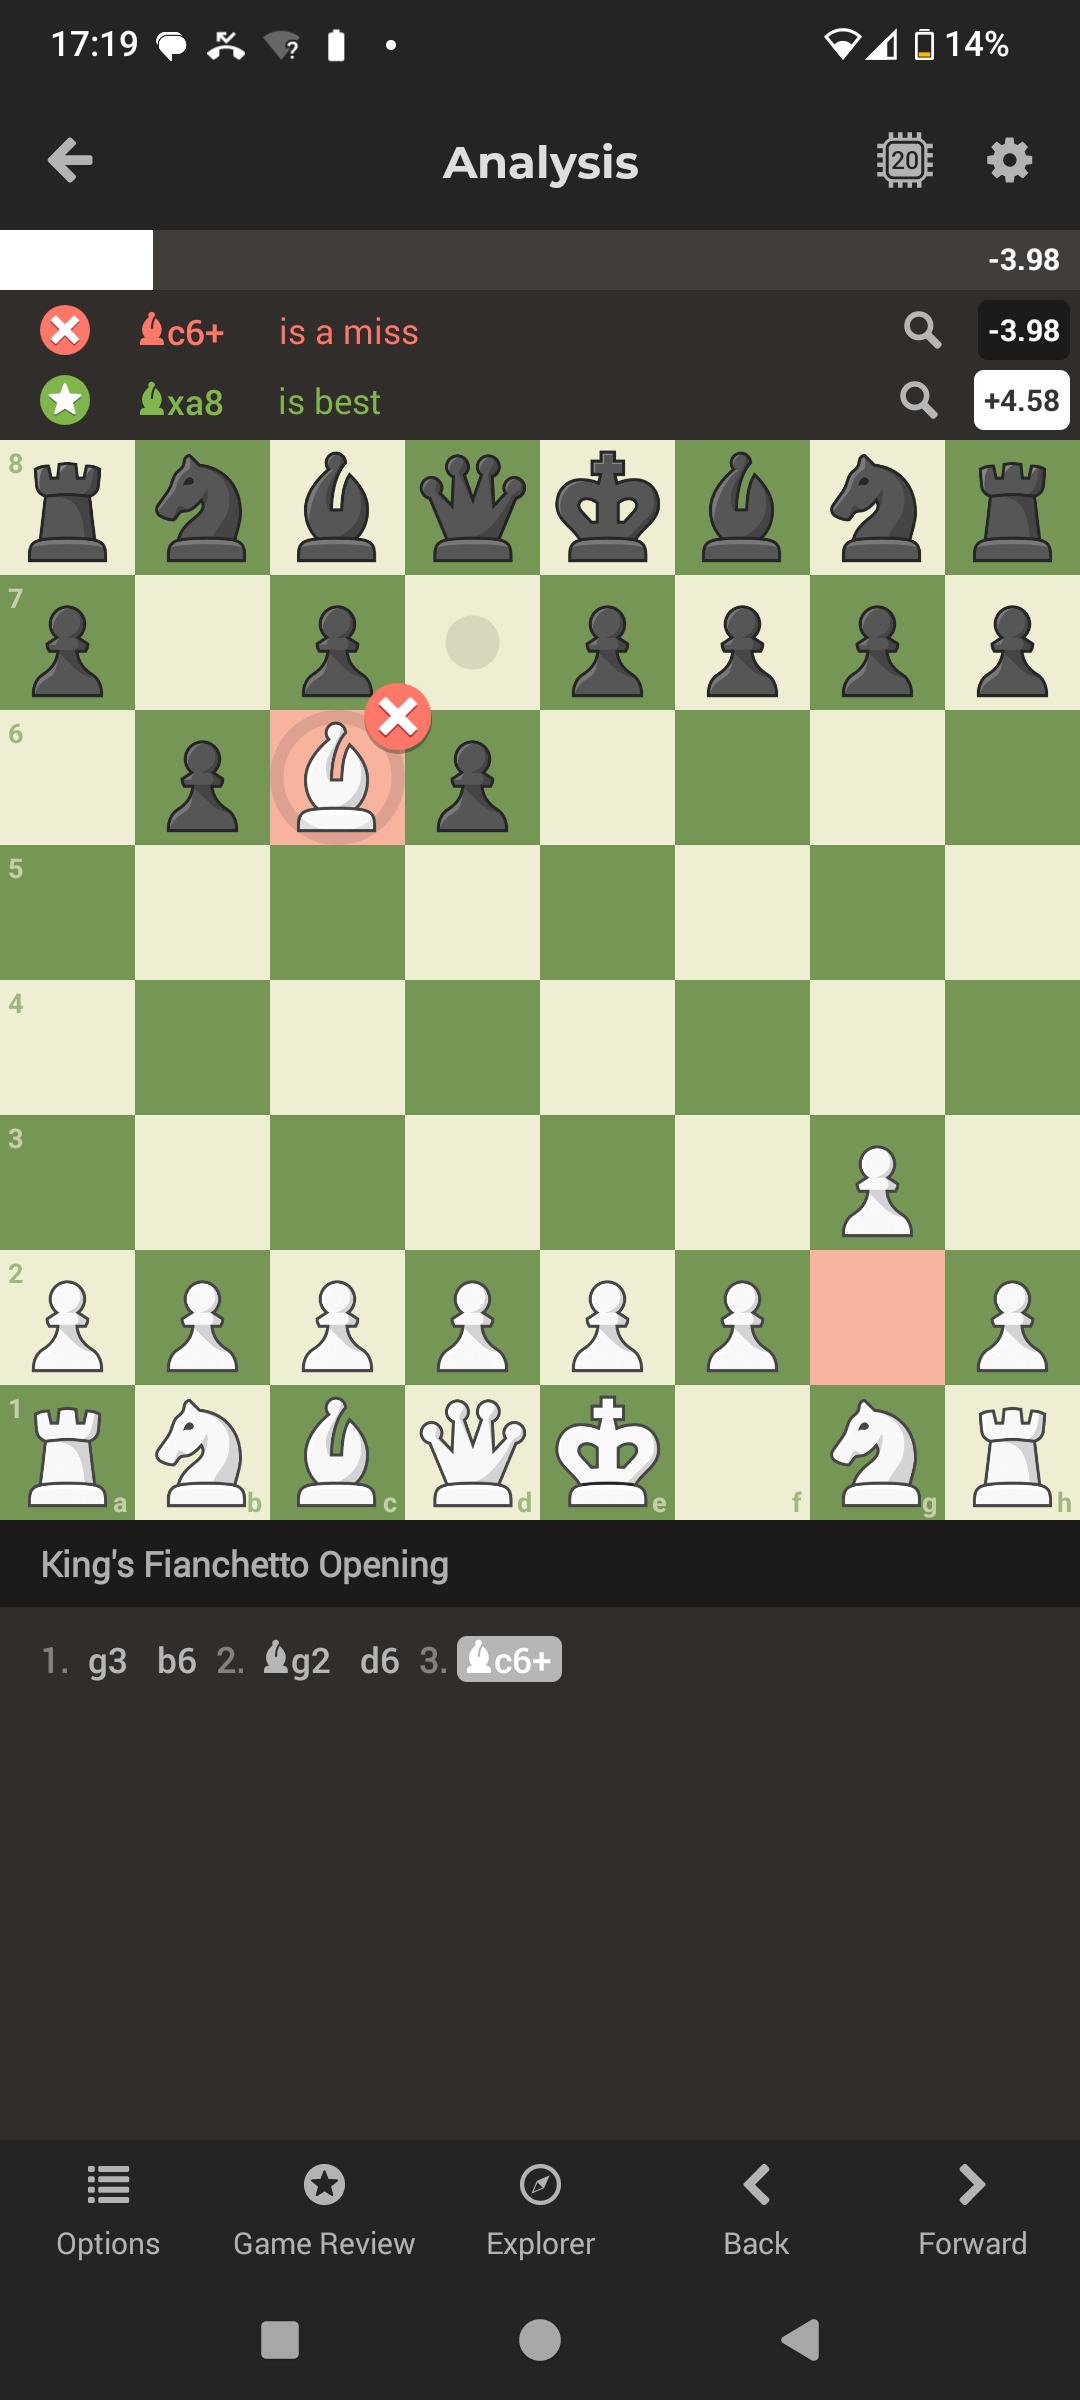 17:19 ? 14%
Analysis 20
-3.98
c6+ is a miss -3.98
xa8 is best +4.58
8
7
6
5
4
3
2
1
a b c d e f g h
King's Fianchetto Opening
1. g3 b6 2. g2 d6 3. c6+
Options Game Review Explorer Back Forward